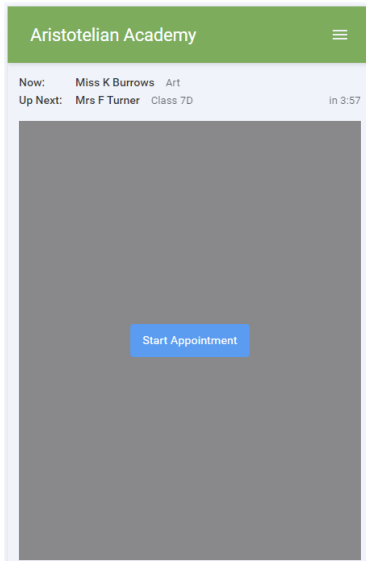 Aristotelian Academy
Now: Miss K Burrows Art
Up Next: Mrs F Turner Class 7D in 3:57
Start Appointment